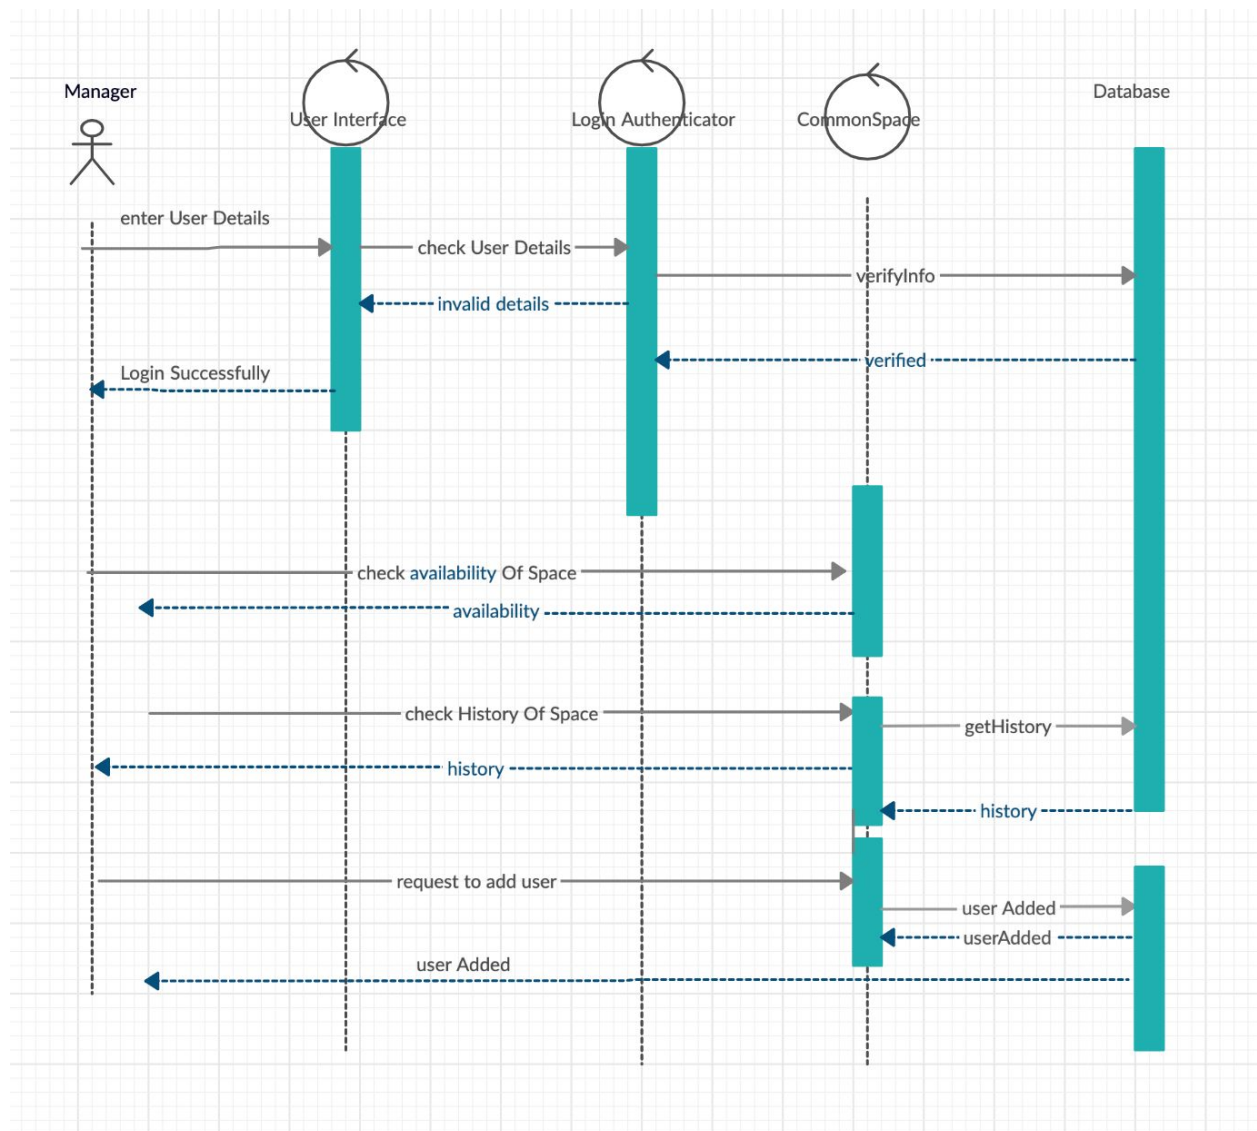 Manager
User Interface
Login Authenticator
CommonSpace
Database
enter User Details
check User Details
verifyInfo
invalid details
verified
Login Successfully
check availability Of Space
availability
check History Of Space
getHistory
history
history
request to add user
user Added
userAdded
user Added